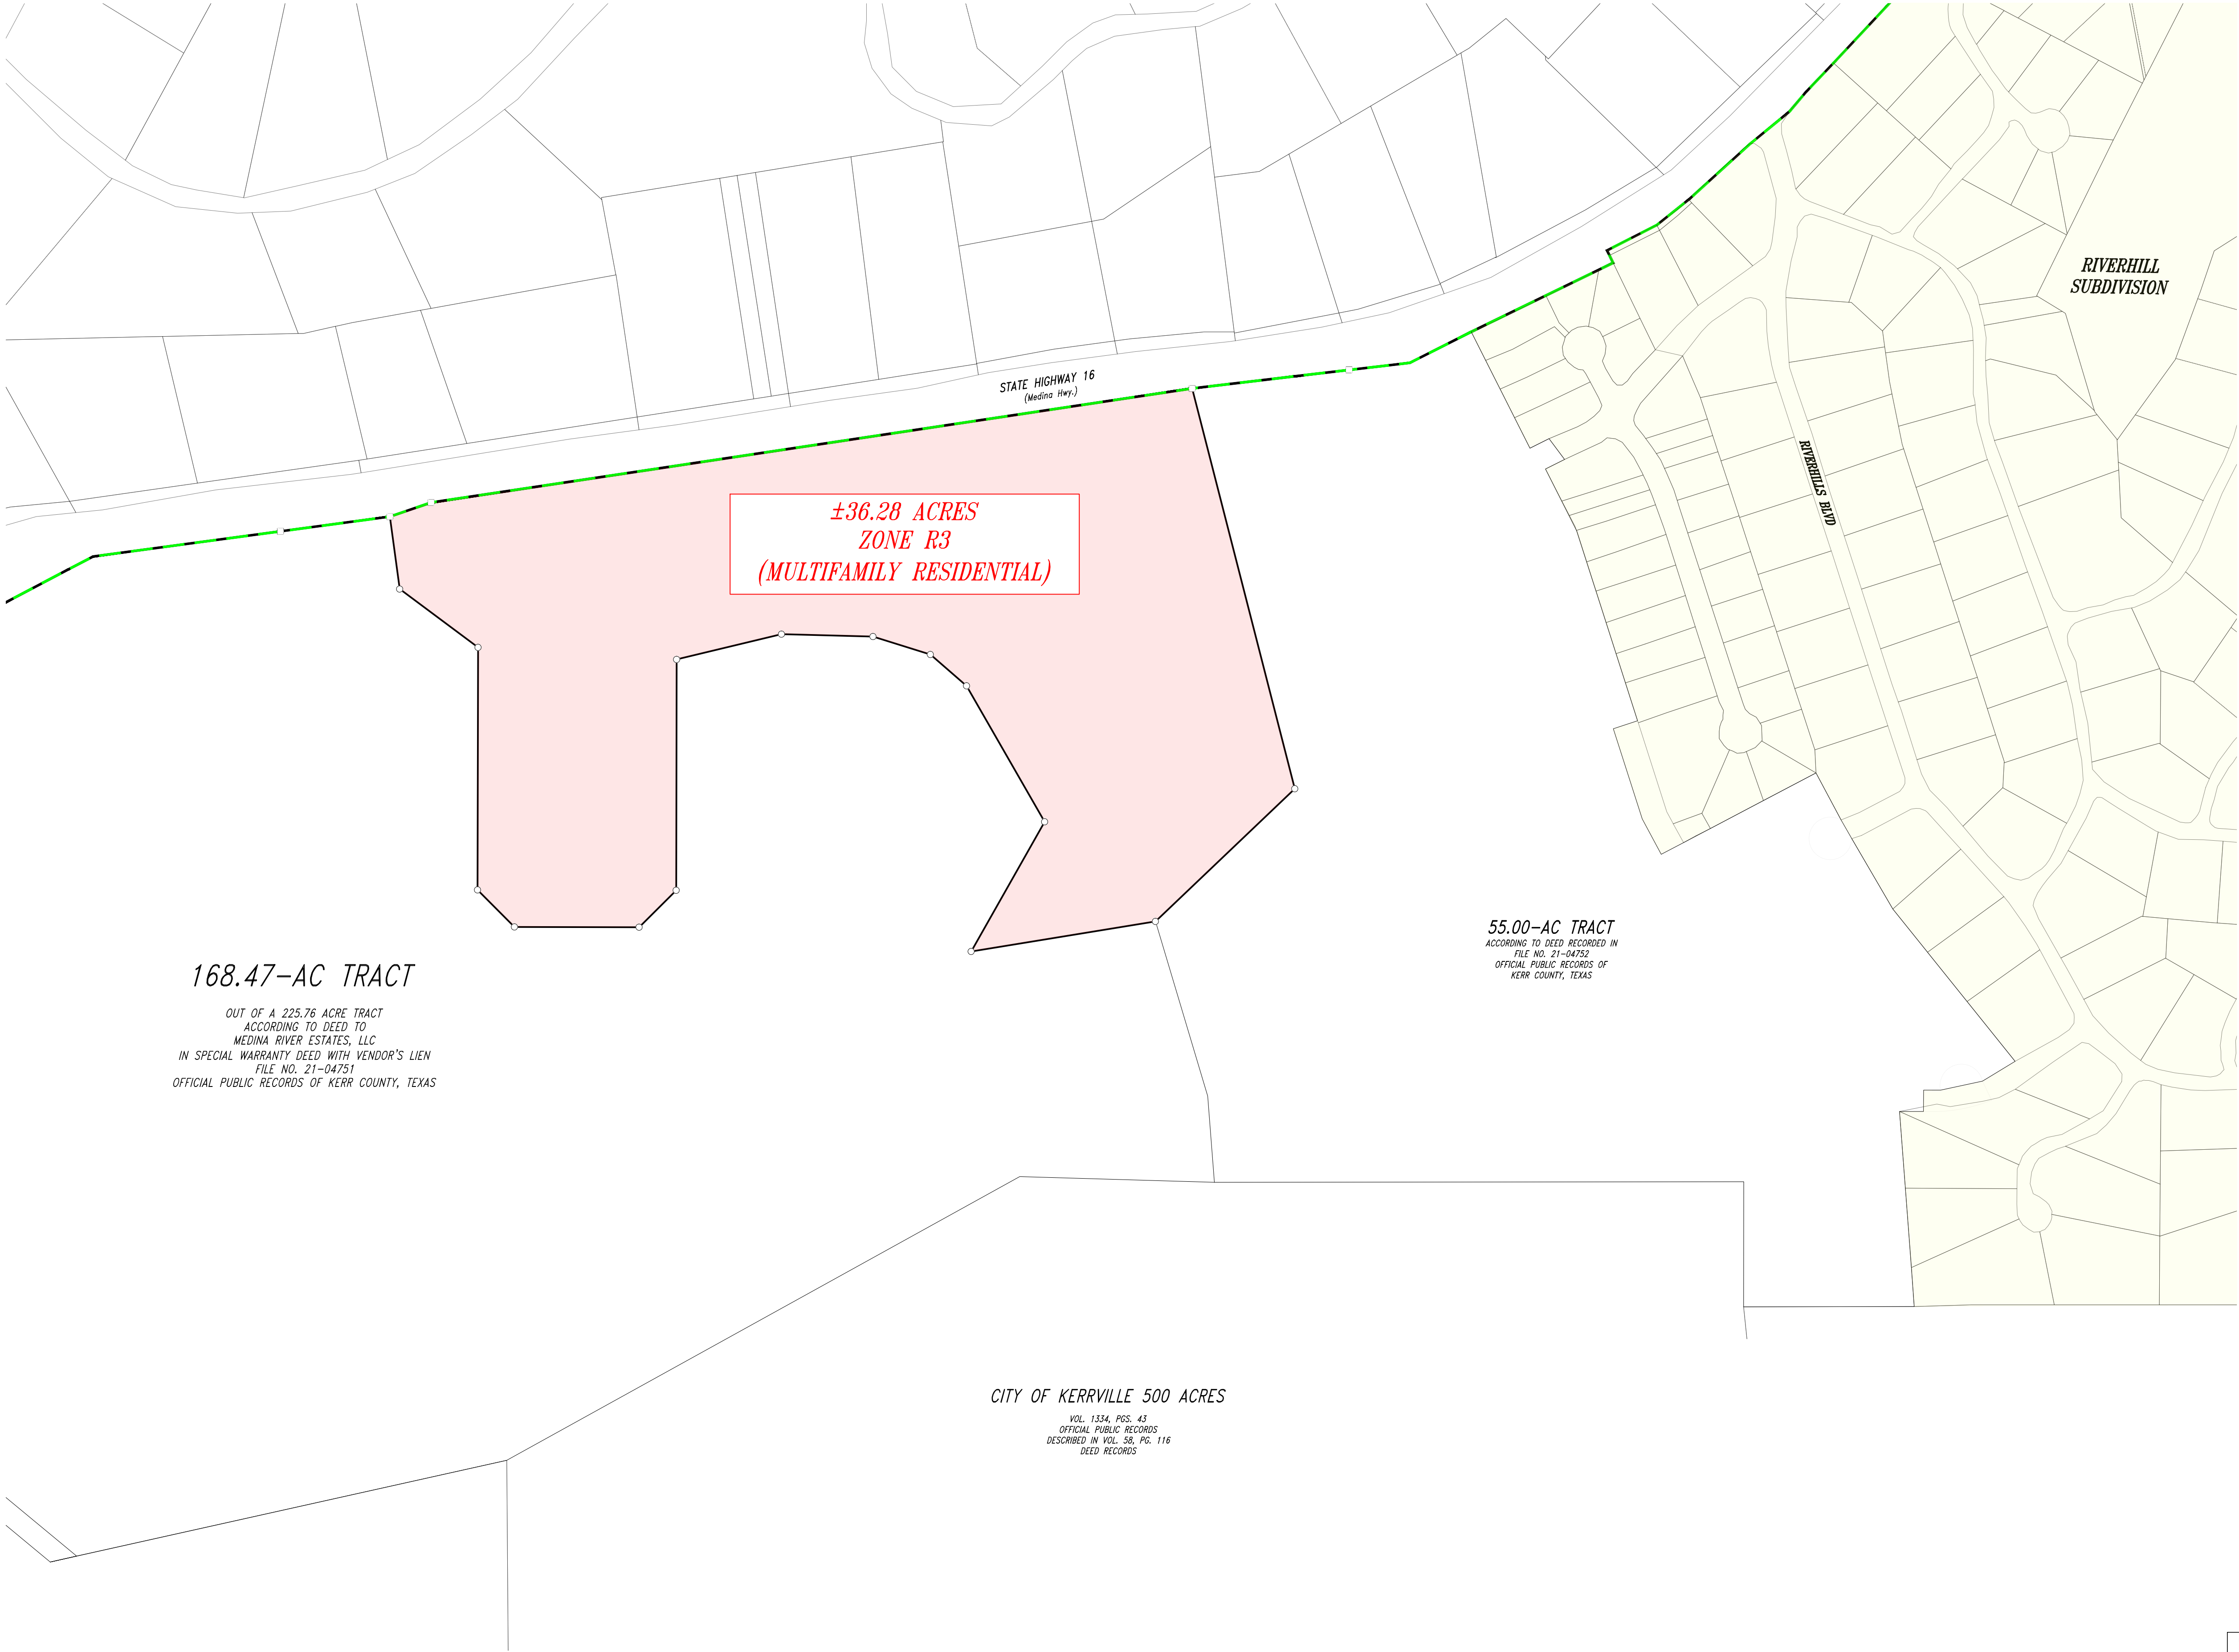 RIVERHILL
SUBDIVISION
STATE HIGHWAY 16
(Medina Hwy.)
RIVERHILLS BLVD
±36.28 ACRES
ZONE R3
(MULTIFAMILY RESIDENTIAL)
55.00-AC TRACT
ACCORDING TO DEED RECORDED IN
FILE NO. 21-04752
OFFICIAL PUBLIC RECORDS OF
KERR COUNTY, TEXAS
168.47-AC TRACT
OUT OF A 225.76 ACRE TRACT
ACCORDING TO DEED TO
MEDINA RIVER ESTATES, LLC
IN SPECIAL WARRANTY DEED WITH VENDOR'S LIEN
FILE NO. 21-04751
OFFICIAL PUBLIC RECORDS OF KERR COUNTY, TEXAS
CITY OF KERRVILLE 500 ACRES
VOL. 1334, PGS. 43
OFFICIAL PUBLIC RECORDS
DESCRIBED IN VOL. 58, PG. 116
DEED RECORDS